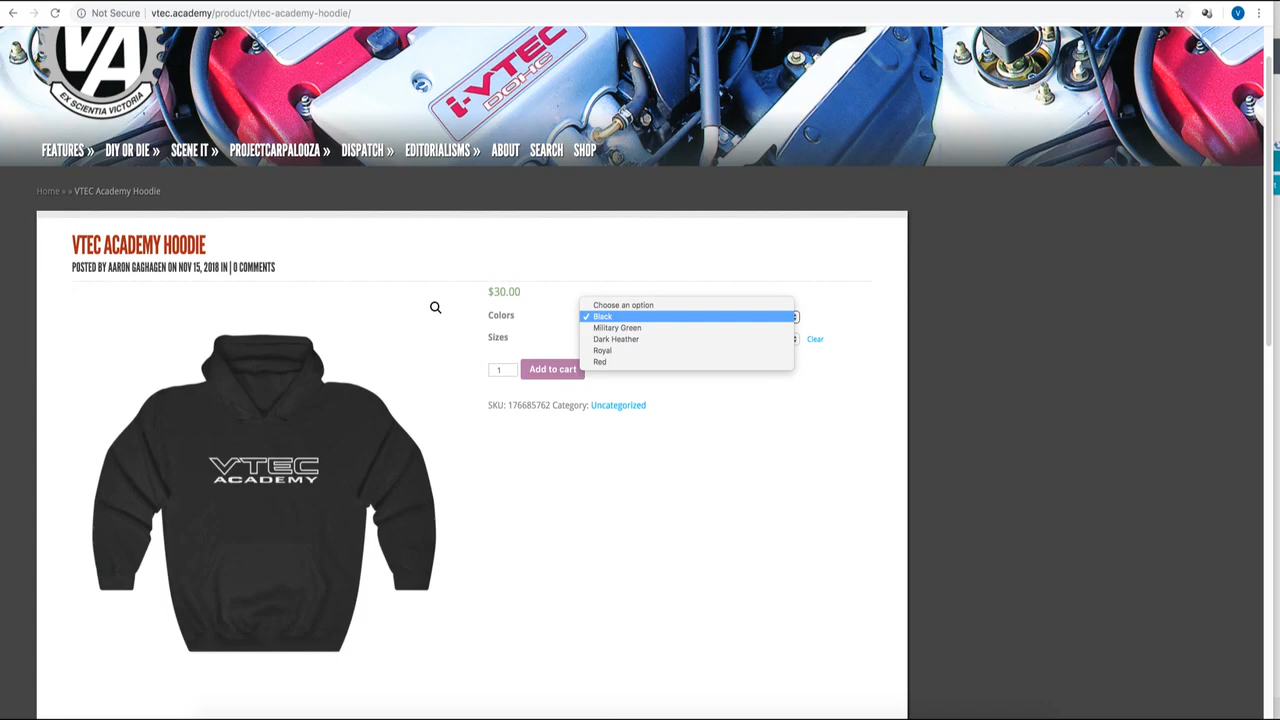 Not Secure vtec.academy/product/vtec-academy-hoodie/
V
VA
EX SCIENTIA VICTORIA
i-VTEC
DOHC
FEATURES » DIY OR DIE » SCENE IT » PROJECTCARPALOOZA » DISPATCH » EDITORIALISMS » ABOUT SEARCH SHOP
Home » » VTEC Academy Hoodie
VTEC ACADEMY HOODIE
POSTED BY AARON GAGHAGEN ON NOV 15, 2018 IN | 0 COMMENTS
$30.00
Choose an option
Colors
✓ Black
Military Green
Sizes
Dark Heather
Clear
Royal
Red
1 Add to cart
SKU: 176685762 Category: Uncategorized
VTEC
ACADEMY